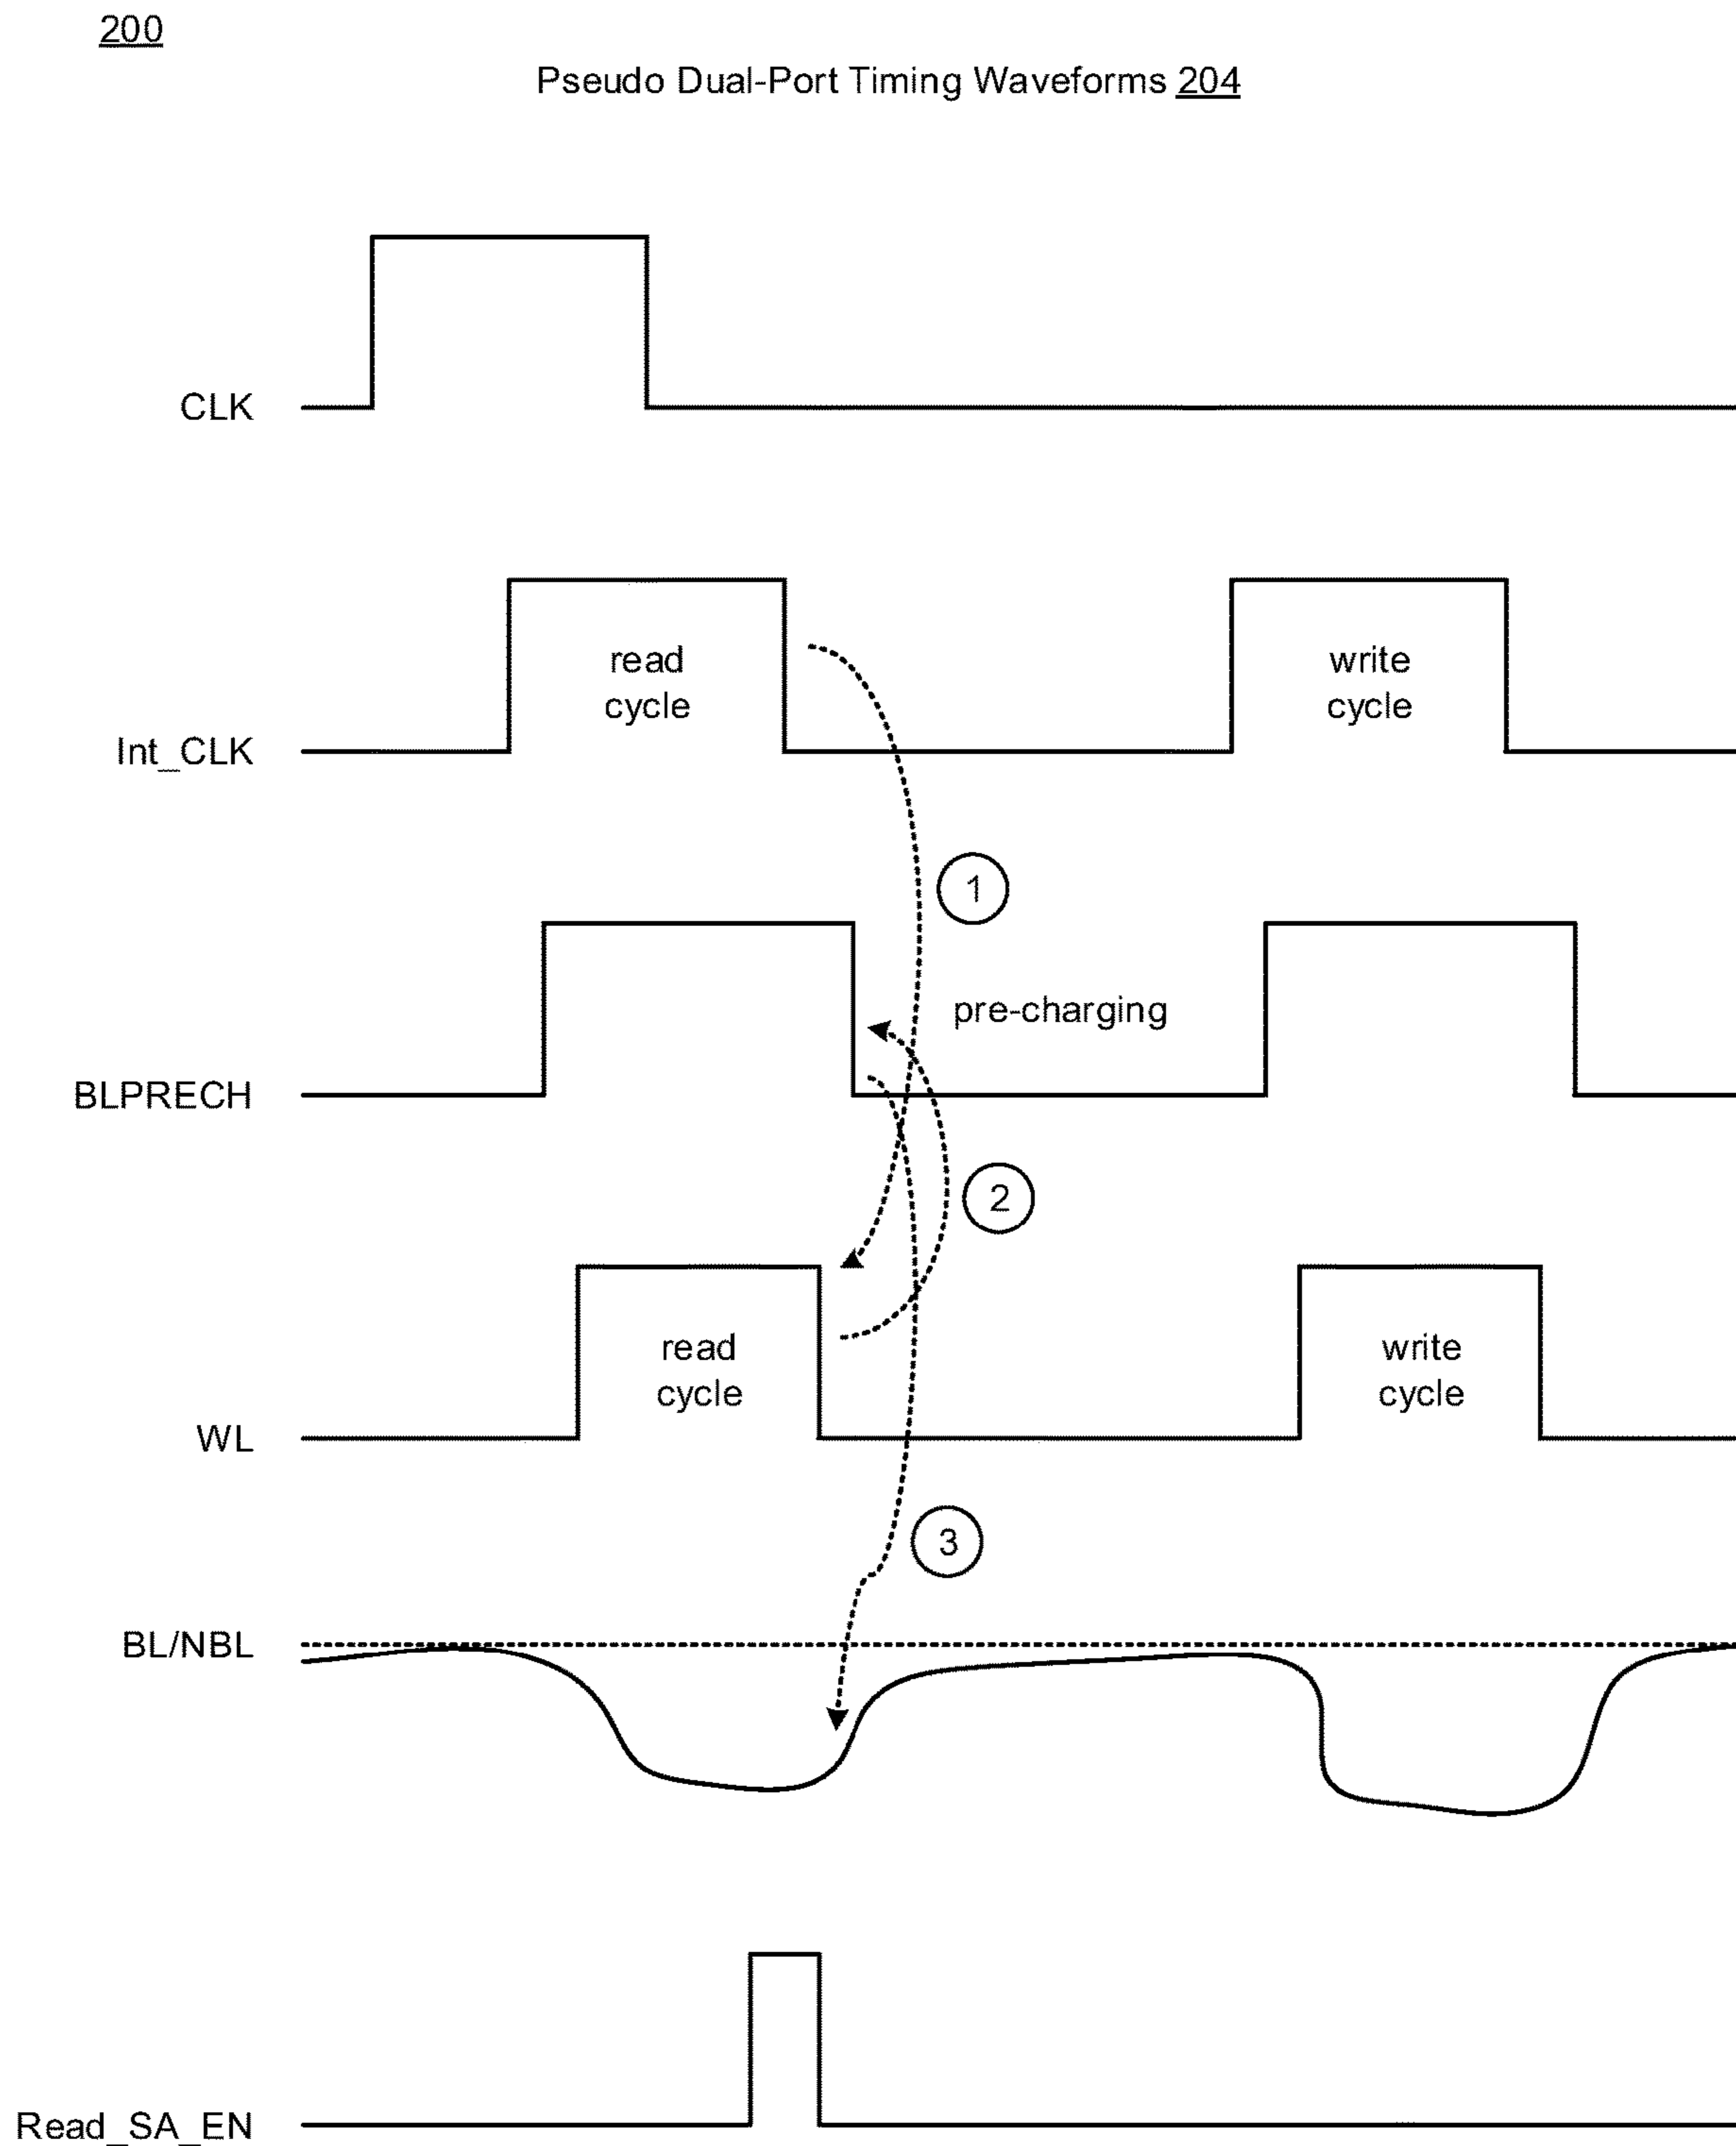 200
Pseudo Dual-Port Timing Waveforms 204
CLK
read
cycle
write
cycle
Int_CLK
1
pre-charging
BLPRECH
2
read
cycle
write
cycle
WL
3
BL/NBL
Read_SA_EN